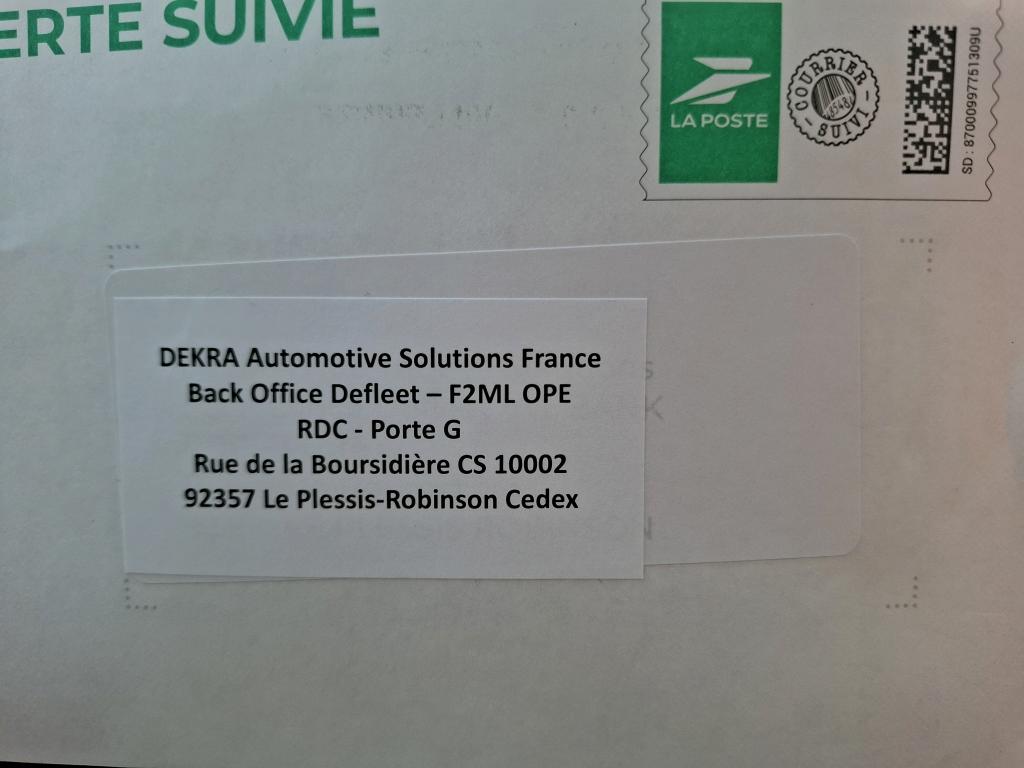 ERTE SUIVIE
LA POSTE
COURRIER
SUIVI
SD : 87000997751309U
DEKRA Automotive Solutions France
Back Office Defleet – F2ML OPE
RDC - Porte G
Rue de la Boursidière CS 10002
92357 Le Plessis-Robinson Cedex